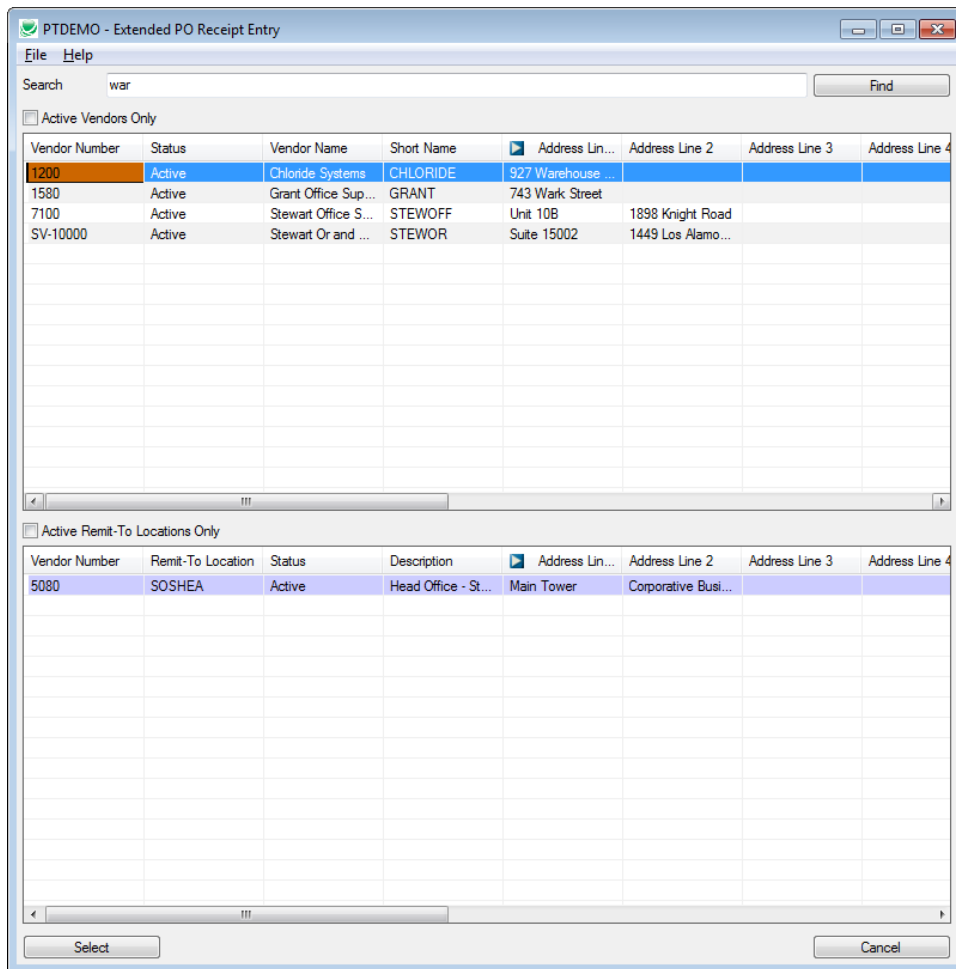 PTDEMO - Extended PO Receipt Entry
File Help
Search war Find
Active Vendors Only
Vendor Number Status Vendor Name Short Name Address Lin... Address Line 2 Address Line 3 Address Line 4
1200 Active Chloride Systems CHLORIDE 927 Warehouse ...
1580 Active Grant Office Sup... GRANT 743 Wark Street
7100 Active Stewart Office S... STEWOFF Unit 10B 1898 Knight Road
SV-10000 Active Stewart Or and ... STEWOR Suite 15002 1449 Los Alamo...
Active Remit-To Locations Only
Vendor Number Remit-To Location Status Description Address Lin... Address Line 2 Address Line 3 Address Line 4
5080 SOSHEA Active Head Office - St... Main Tower Corporative Busi...
Select Cancel